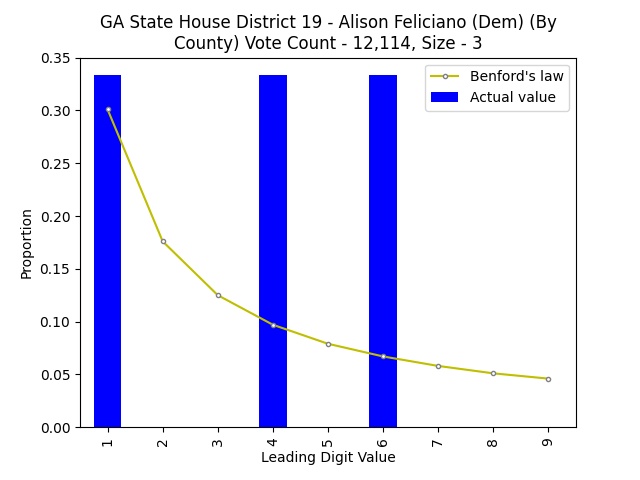 GA State House District 19 - Alison Feliciano (Dem) (By
County) Vote Count - 12,114, Size - 3
Benford's law
Actual value
Proportion
0.35
0.30
0.25
0.20
0.15
0.10
0.05
0.00
1 2 3 4 5 6 7 8 9
Leading Digit Value